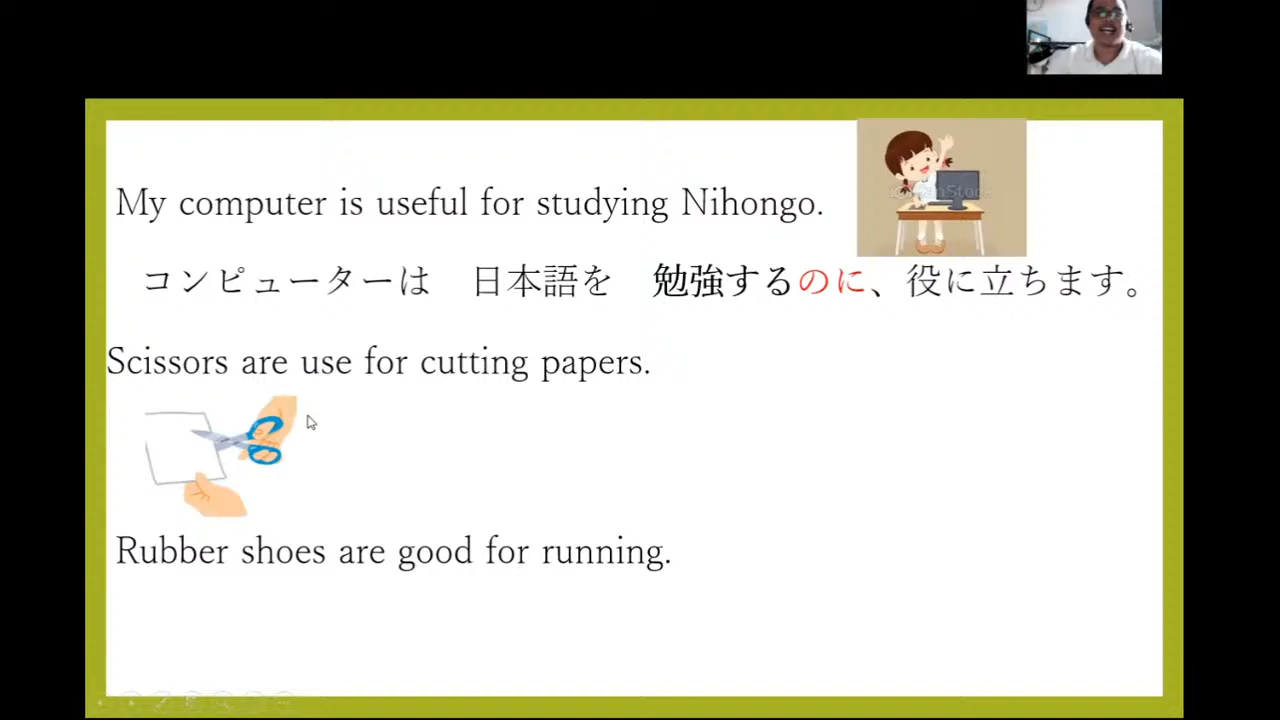 My computer is useful for studying Nihongo.
コンピューターは 日本語を 勉強するのに、役に立ちます。
Scissors are use for cutting papers.
Rubber shoes are good for running.